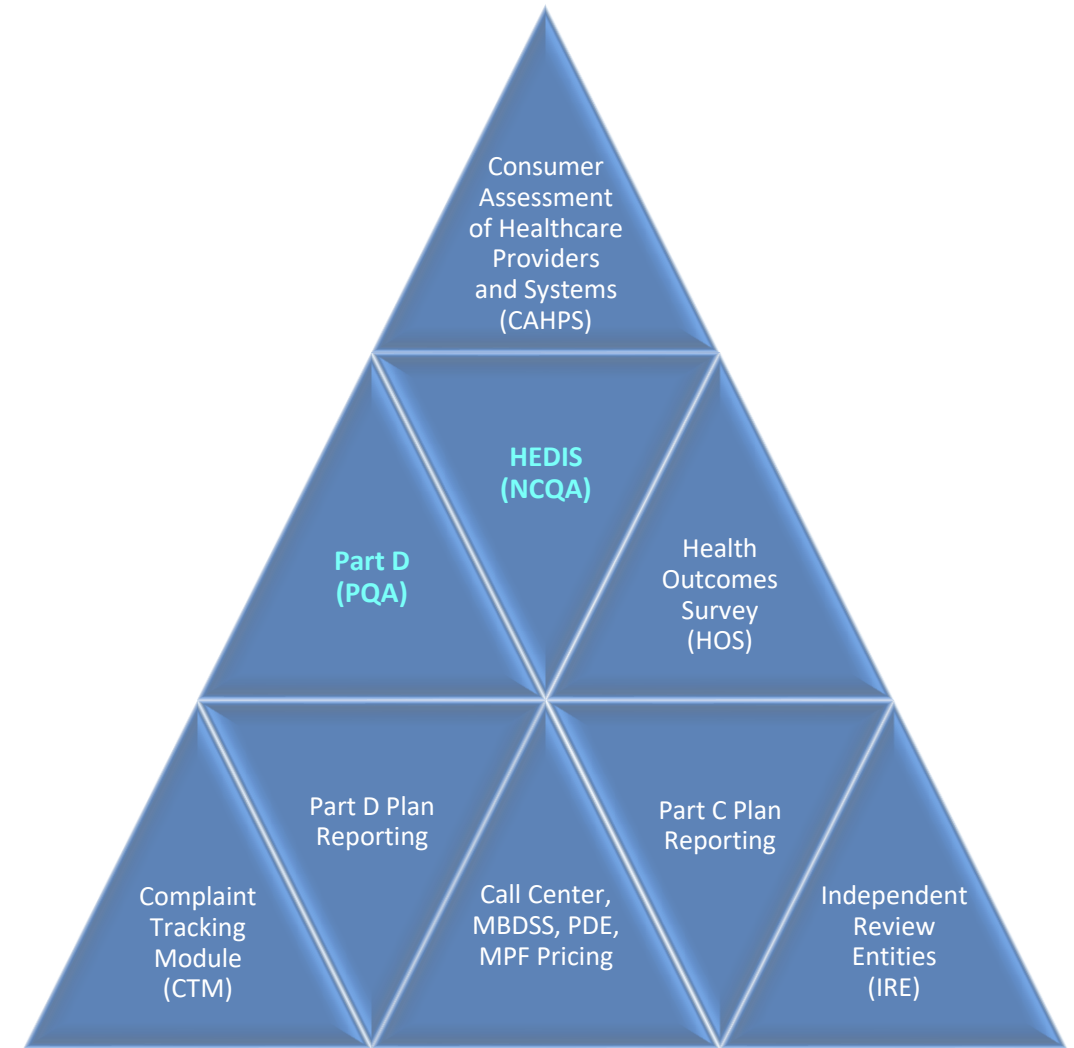 Consumer
Assessment
of Healthcare
Providers
and Systems
(CAHPS)
Part D
(PQA)
HEDIS
(NCQA)
Health
Outcomes
Survey
(HOS)
Complaint
Tracking
Module
(CTM)
Part D Plan
Reporting
Call Center,
MBDSS, PDE,
MPF Pricing
Part C Plan
Reporting
Independent
Review
Entities
(IRE)